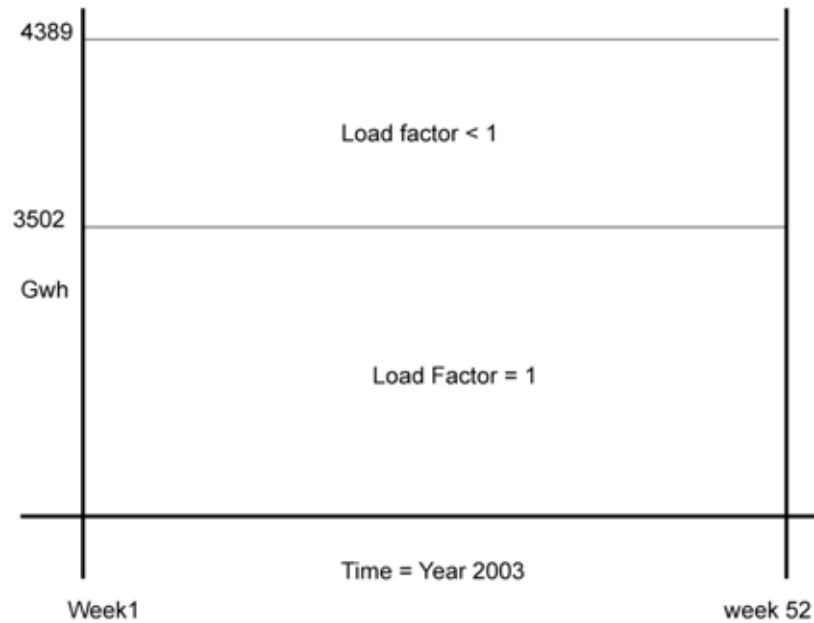 4389
Load factor < 1
3502
Gwh
Load Factor = 1
Time = Year 2003
Week1
week 52